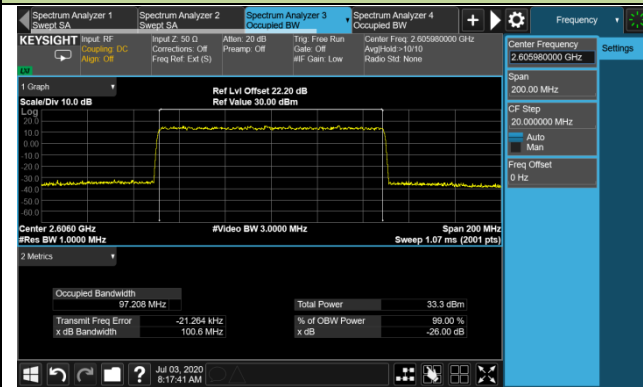 Spectrum Analyzer 1
Swept SA
Spectrum Analyzer 2
Swept SA
Spectrum Analyzer 3
Occupied BW
Spectrum Analyzer 4
Occupied BW
Frequency
KEYSIGHT
Input: RF
Coupling: DC
Align: Off
Input Z: 50 Ω
Corrections: Off
Freq Ref: Ext (S)
Atten: 20 dB
Preamp: Off
Trig: Free Run
Gate: Off
#IF Gain: Low
Center Freq: 2.605980000 GHz
Avg|Hold:>10/10
Radio Std: None
LV
Center Frequency
2.605980000 GHz
Settings
Span
200.00 MHz
CF Step
20.000000 MHz
Auto
Man
Freq Offset
0 Hz
1 Graph
Scale/Div 10.0 dB
Ref Lvl Offset 22.20 dB
Ref Value 30.00 dBm
Log
20.0
10.0
0.00
-10.0
-20.0
-30.0
-40.0
-50.0
-60.0
Center 2.6060 GHz
#Res BW 1.0000 MHz
#Video BW 3.0000 MHz
Span 200 MHz
Sweep 1.07 ms (2001 pts)
2 Metrics
Occupied Bandwidth
97.208 MHz
Total Power 33.3 dBm
Transmit Freq Error -21.264 kHz
% of OBW Power 99.00 %
x dB Bandwidth 100.6 MHz
x dB -26.00 dB
Jul 03, 2020
8:17:41 AM